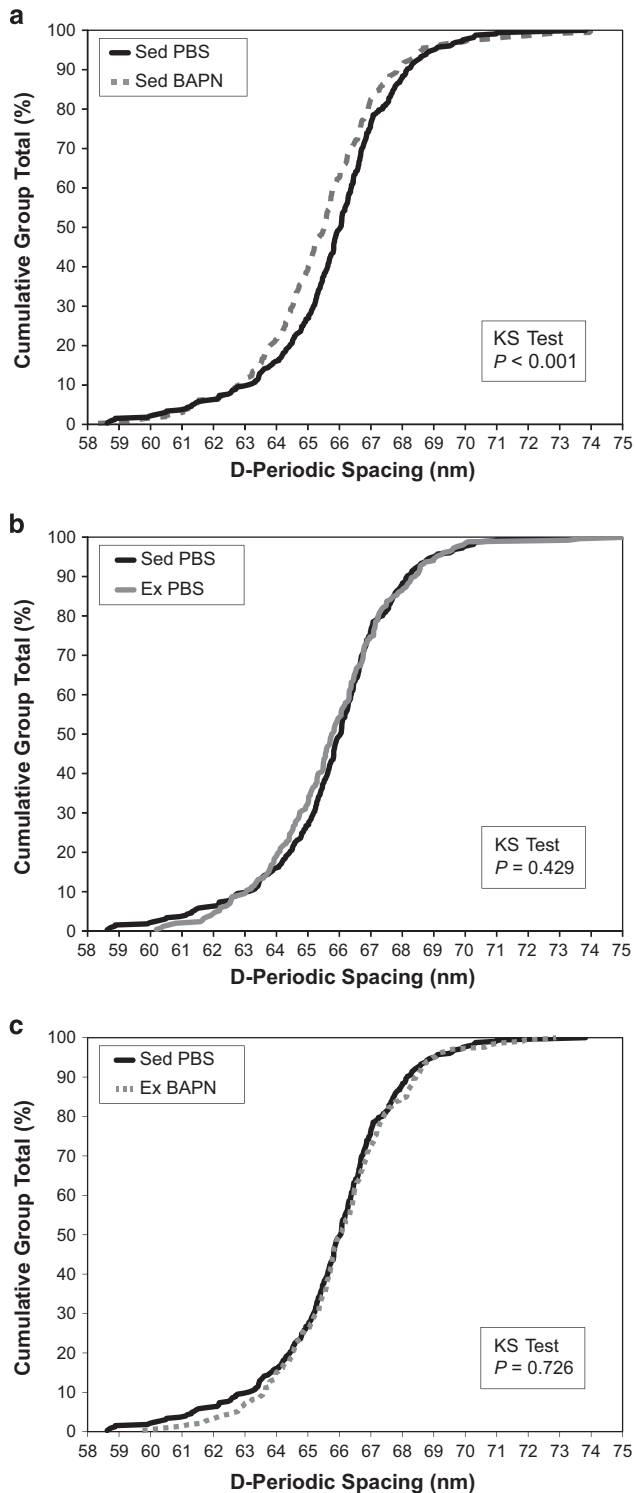 a
Cumulative Group Total (%)
100
90
80
70
60
50
40
30
20
10
0
Sed PBS
Sed BAPN
KS Test
P < 0.001
58 59 60 61 62 63 64 65 66 67 68 69 70 71 72 73 74 75
D-Periodic Spacing (nm)
b
Cumulative Group Total (%)
100
90
80
70
60
50
40
30
20
10
0
Sed PBS
Ex PBS
KS Test
P = 0.429
58 59 60 61 62 63 64 65 66 67 68 69 70 71 72 73 74 75
D-Periodic Spacing (nm)
c
Cumulative Group Total (%)
100
90
80
70
60
50
40
30
20
10
0
Sed PBS
Ex BAPN
KS Test
P = 0.726
58 59 60 61 62 63 64 65 66 67 68 69 70 71 72 73 74 75
D-Periodic Spacing (nm)